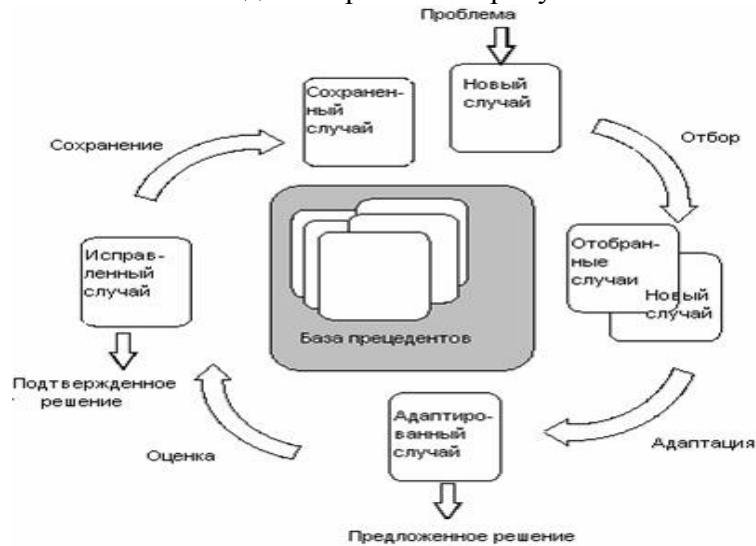 Проблема
Сохранен-
ный
случай
Новый
случай
Сохранение
Отбор
Исправ-
ленный
случай
Отобран-
ные
случаи
Новый
случай
База прецедентов
Подтвержденное
решение
Адаптиро-
ванный
случай
Оценка
Адаптация
Предложенное решение